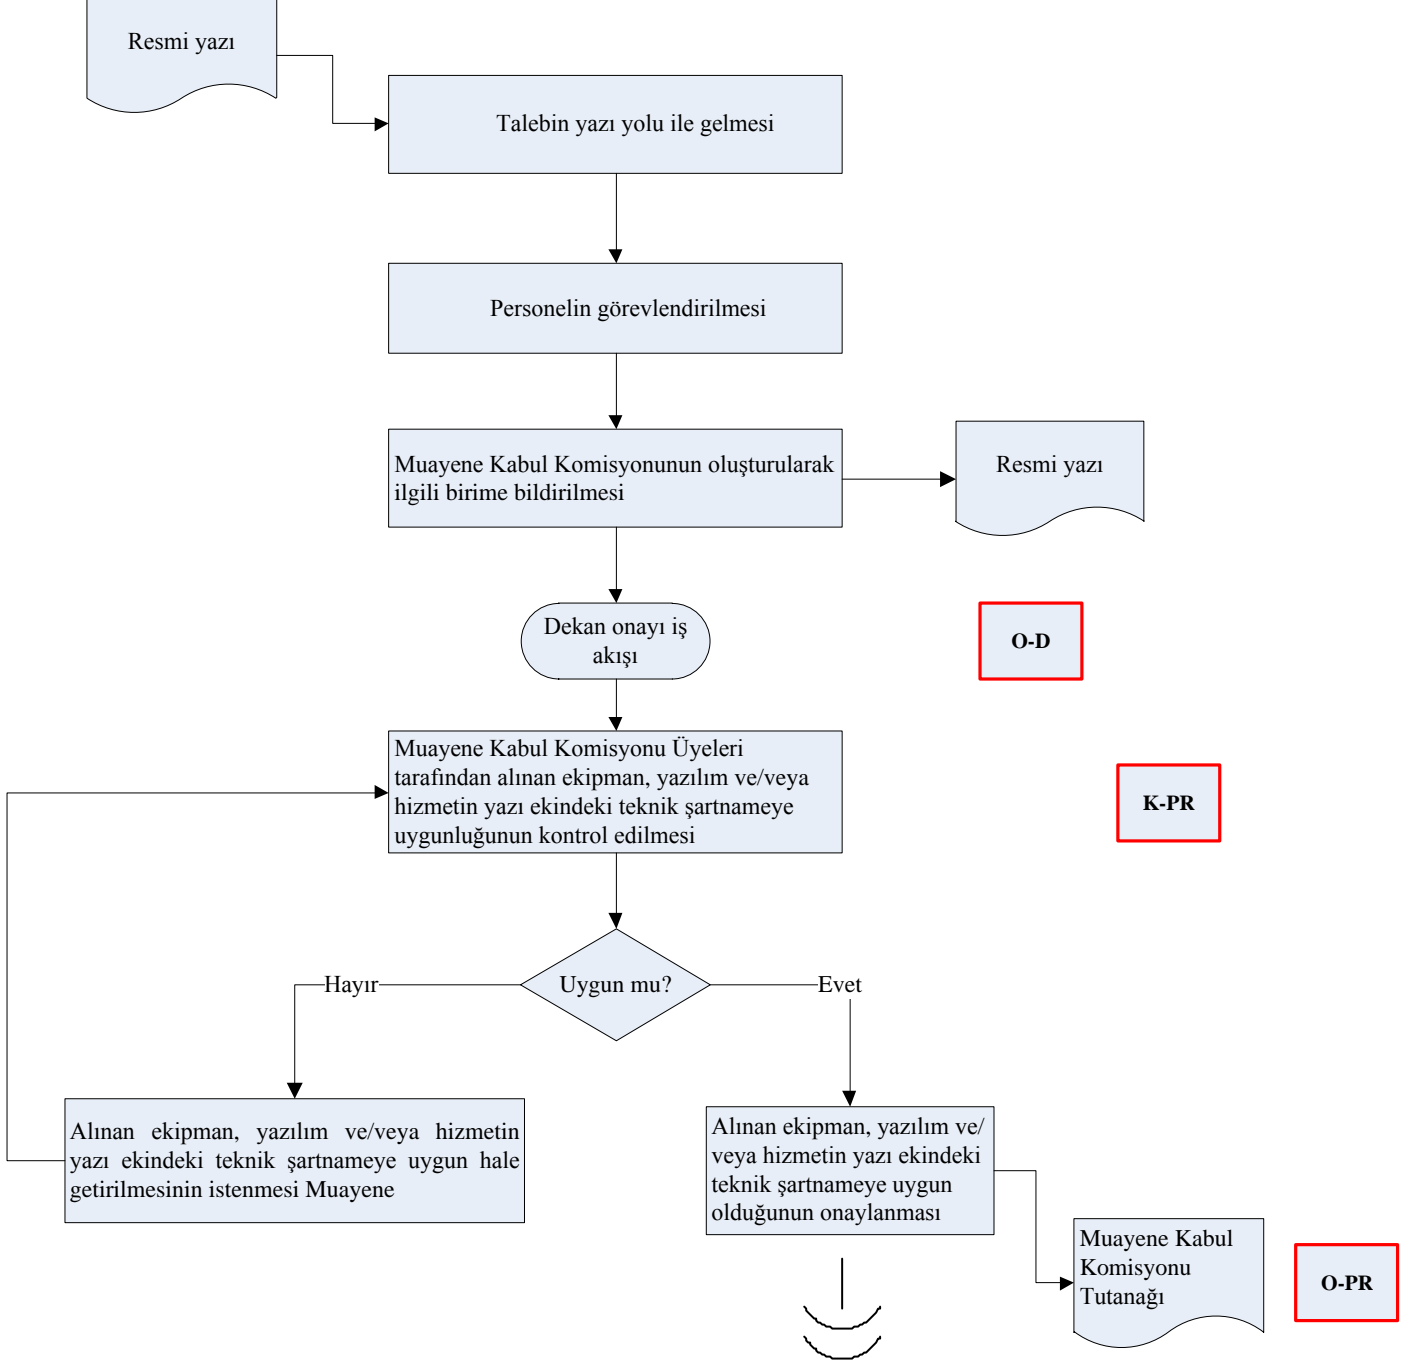 Resmi yazı
Talebin yazı yolu ile gelmesi
Personelin görevlendirilmesi
Muayene Kabul Komisyonunun oluşturularak
ilgili birime bildirilmesi
Resmi yazı
Dekan onayı iş
akışı
O-D
Muayene Kabul Komisyonu Üyeleri
tarafından alınan ekipman, yazılım ve/veya
hizmetin yazı ekindeki teknik şartnameye
uygunluğunun kontrol edilmesi
K-PR
Hayır
Uygun mu?
Evet
Alınan ekipman, yazılım ve/veya hizmetin
yazı ekindeki teknik şartnameye uygun hale
getirilmesinin istenmesi Muayene
Alınan ekipman, yazılım ve/
veya hizmetin yazı ekindeki
teknik şartnameye uygun
olduğunun onaylanması
Muayene Kabul
Komisyonu
Tutanağı
O-PR